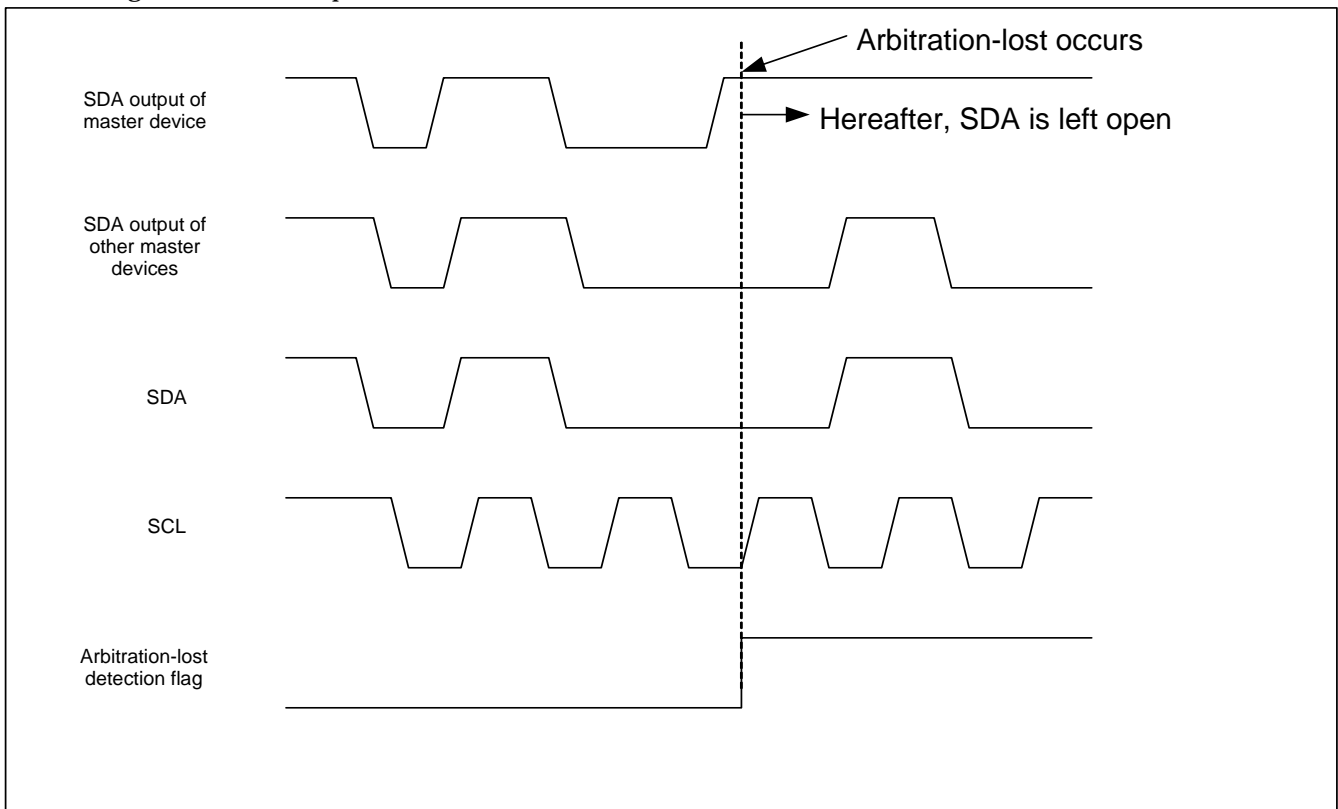 Arbitration-lost occurs
SDA output of
master device
Hereafter, SDA is left open
SDA output of
other master
devices
SDA
SCL
Arbitration-lost
detection flag